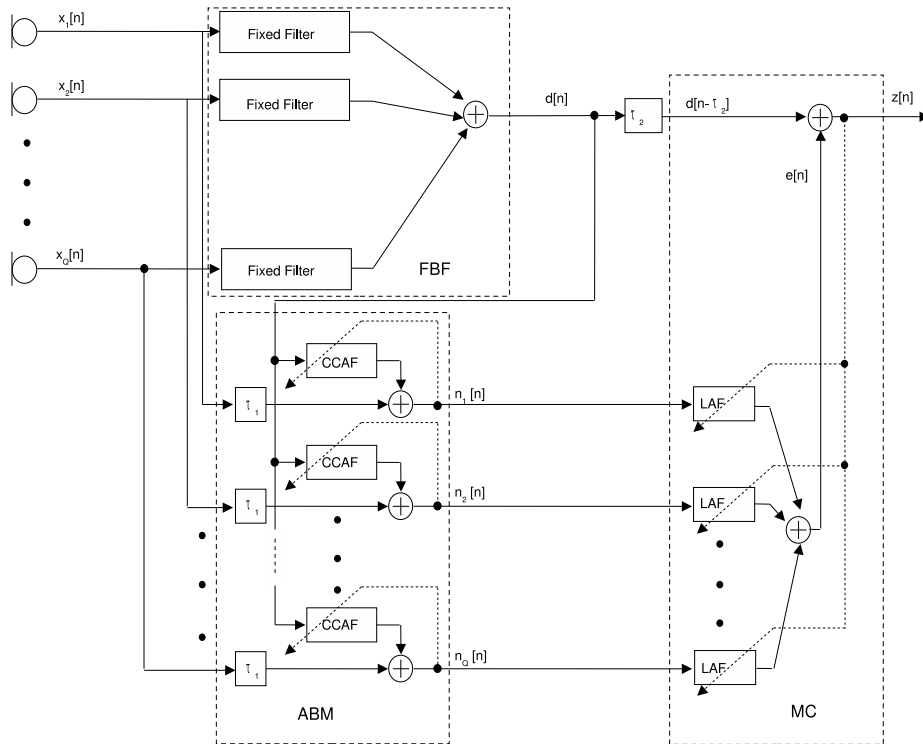 x1[n]
Fixed Filter
x2[n]
Fixed Filter
d[n]
τ2
d[n-τ2]
z[n]
e[n]
xQ[n]
Fixed Filter
FBF
CCAF
τ1
n1[n]
LAF
CCAF
τ1
n2[n]
LAF
CCAF
τ1
nQ[n]
LAF
ABM
MC